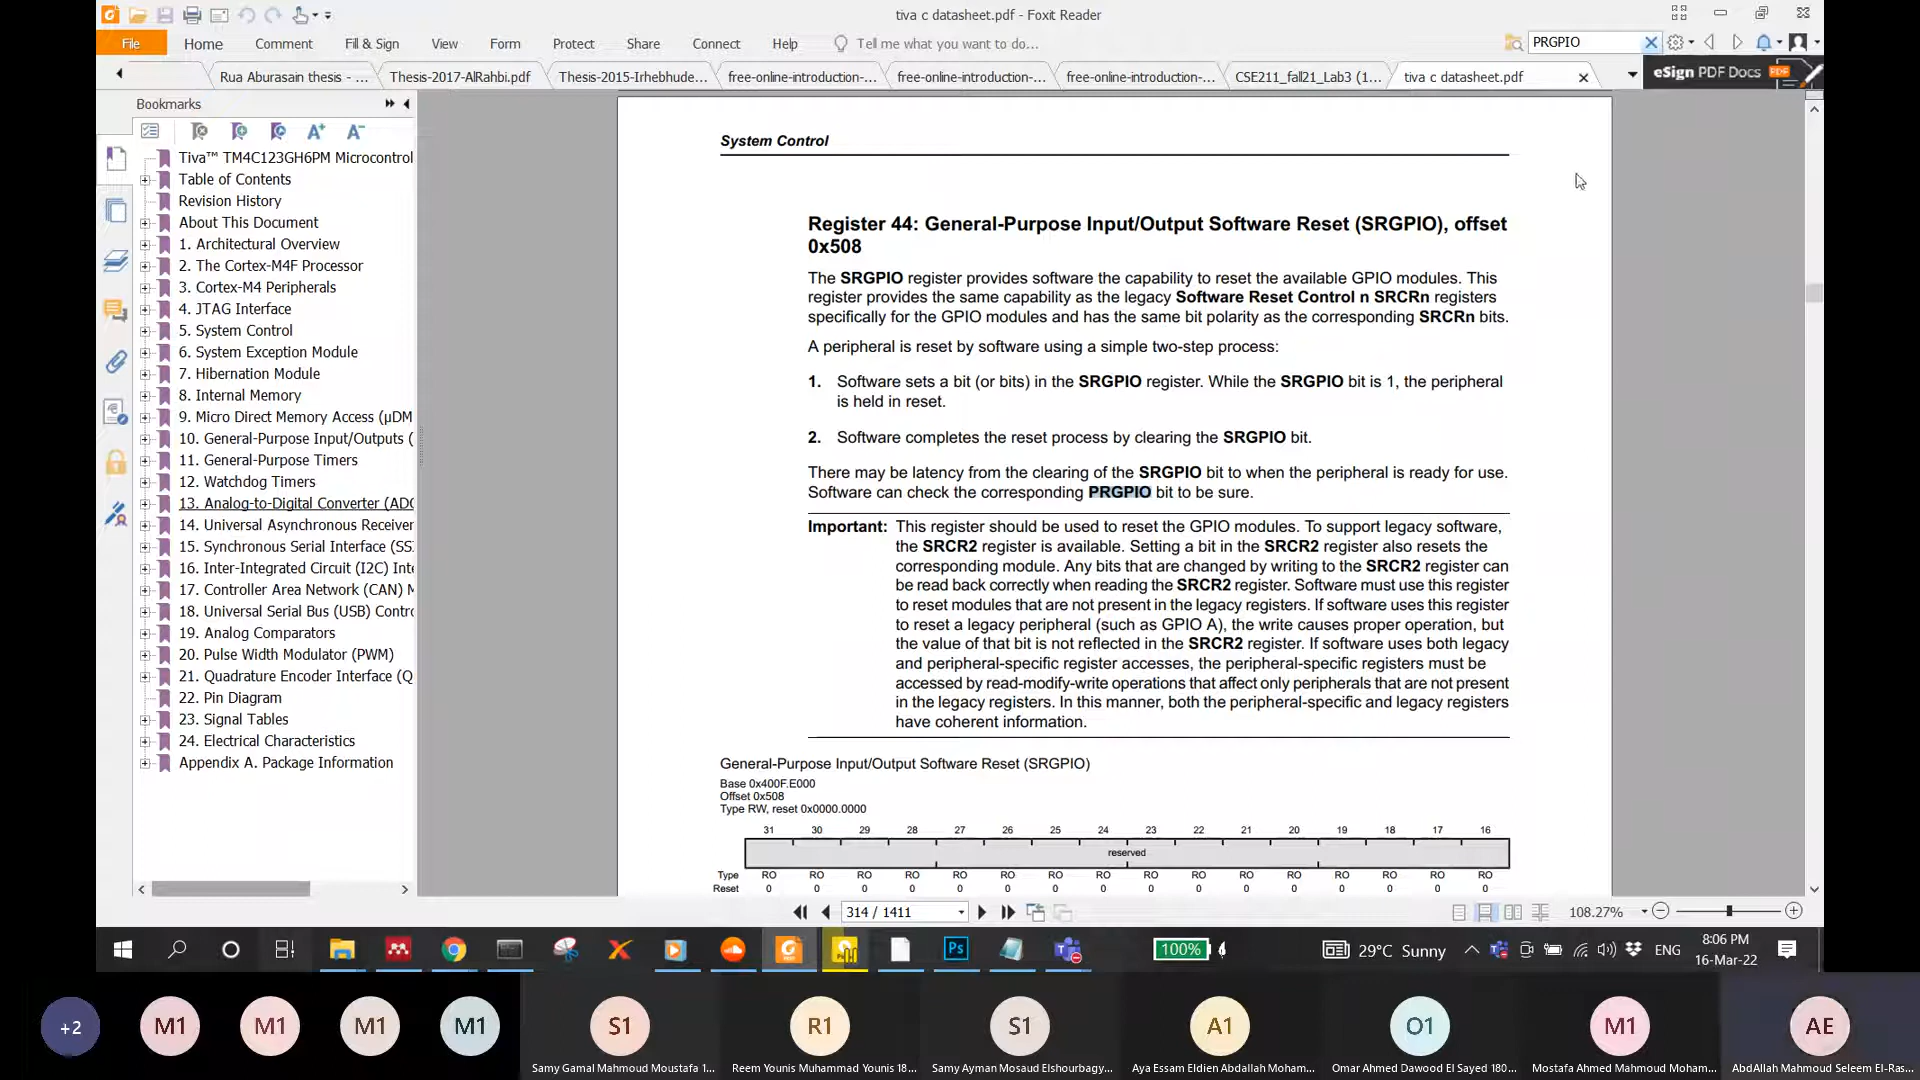 tiva c datasheet.pdf - Foxit Reader
File Home Comment Fill & Sign View Form Protect Share Connect Help Tell me what you want to do... PRGPIO
Rua Aburasain thesis - ... Thesis-2017-AlRahbi.pdf Thesis-2015-Irhebhude... free-online-introduction-... free-online-introduction-... free-online-introduction-... CSE211_fall21_Lab3 (1... tiva c datasheet.pdf eSign PDF Docs
Bookmarks
Tiva™ TM4C123GH6PM Microcontrol
Table of Contents
Revision History
About This Document
1. Architectural Overview
2. The Cortex-M4F Processor
3. Cortex-M4 Peripherals
4. JTAG Interface
5. System Control
6. System Exception Module
7. Hibernation Module
8. Internal Memory
9. Micro Direct Memory Access (µDM
10. General-Purpose Input/Outputs (
11. General-Purpose Timers
12. Watchdog Timers
13. Analog-to-Digital Converter (ADC
14. Universal Asynchronous Receiver
15. Synchronous Serial Interface (SS
16. Inter-Integrated Circuit (I2C) Inte
17. Controller Area Network (CAN) M
18. Universal Serial Bus (USB) Contro
19. Analog Comparators
20. Pulse Width Modulator (PWM)
21. Quadrature Encoder Interface (Q
22. Pin Diagram
23. Signal Tables
24. Electrical Characteristics
Appendix A. Package Information
System Control
Register 44: General-Purpose Input/Output Software Reset (SRGPIO), offset
0x508
The SRGPIO register provides software the capability to reset the available GPIO modules. This
register provides the same capability as the legacy Software Reset Control n SRCRn registers
specifically for the GPIO modules and has the same bit polarity as the corresponding SRCRn bits.
A peripheral is reset by software using a simple two-step process:
1. Software sets a bit (or bits) in the SRGPIO register. While the SRGPIO bit is 1, the peripheral
is held in reset.
2. Software completes the reset process by clearing the SRGPIO bit.
There may be latency from the clearing of the SRGPIO bit to when the peripheral is ready for use.
Software can check the corresponding PRGPIO bit to be sure.
Important: This register should be used to reset the GPIO modules. To support legacy software,
the SRCR2 register is available. Setting a bit in the SRCR2 register also resets the
corresponding module. Any bits that are changed by writing to the SRCR2 register can
be read back correctly when reading the SRCR2 register. Software must use this register
to reset modules that are not present in the legacy registers. If software uses this register
to reset a legacy peripheral (such as GPIO A), the write causes proper operation, but
the value of that bit is not reflected in the SRCR2 register. If software uses both legacy
and peripheral-specific register accesses, the peripheral-specific registers must be
accessed by read-modify-write operations that affect only peripherals that are not present
in the legacy registers. In this manner, both the peripheral-specific and legacy registers
have coherent information.
General-Purpose Input/Output Software Reset (SRGPIO)
Base 0x400F.E000
Offset 0x508
Type RW, reset 0x0000.0000
31 30 29 28 27 26 25 24 23 22 21 20 19 18 17 16
reserved
Type RO RO RO RO RO RO RO RO RO RO RO RO RO RO RO RO
Reset 0 0 0 0 0 0 0 0 0 0 0 0 0 0 0 0
314 / 1411 108.27%
100% 29°C Sunny ENG 8:06 PM
16-Mar-22
+2 M1 M1 M1 M1 S1 R1 S1 A1 O1 M1 AE
Samy Gamal Mahmoud Moustafa 1... Reem Younis Muhammad Younis 18... Samy Ayman Mosaud Elshourbagy... Aya Essam Eldien Abdallah Moham... Omar Ahmed Dawood El Sayed 180... Mostafa Ahmed Mahmoud Moham... AbdAllah Mahmoud Seleem El-Ras...